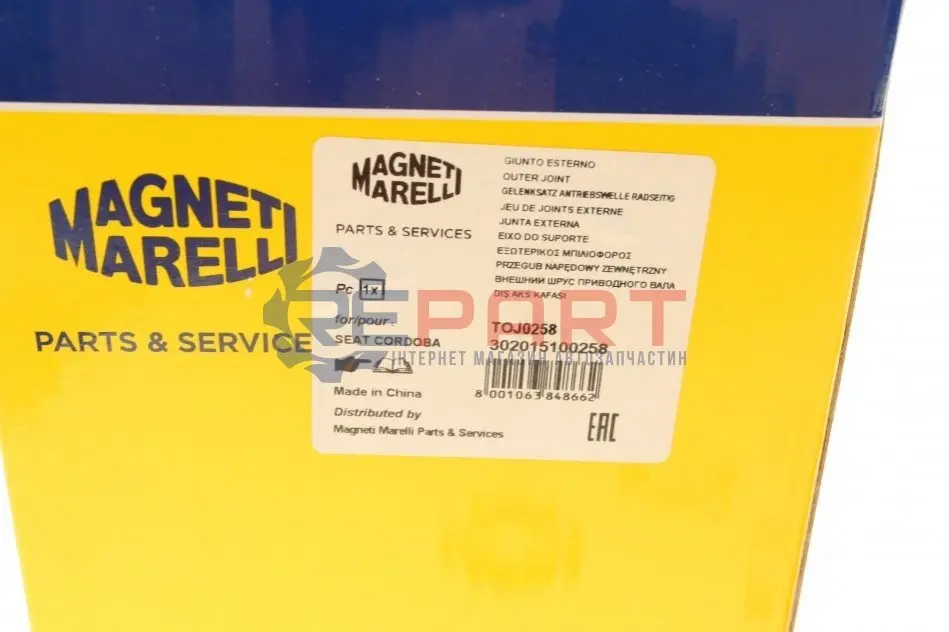 MAGNETI
MARELLI
PARTS & SERVICE
MAGNETI
MARELLI
PARTS & SERVICES
Pc 1x
for/pour :
SEAT CORDOBA
Made in China
Distributed by
Magneti Marelli Parts & Services
GIUNTO ESTERNO
OUTER JOINT
GELENKSATZ ANTRIEBSWELLE RADSEITIG
JEU DE JOINTS EXTERNE
JUNTA EXTERNA
EIXO DO SUPORTE
ΕΞΩΤΕΡΙΚΟΣ ΜΠΙΛΙΟΦΟΡΟΣ
PRZEGUB NAPĘDOWY ZEWNĘTRZNY
ВНЕШНИЙ ШРУС ПРИВОДНОГО ВАЛА
DIŞ AKS KAFASI
TOJ0258
302015100258
8 001063 848662
EAC
REPART
ІНТЕРНЕТ МАГАЗИН АВТОЗАПЧАСТИН